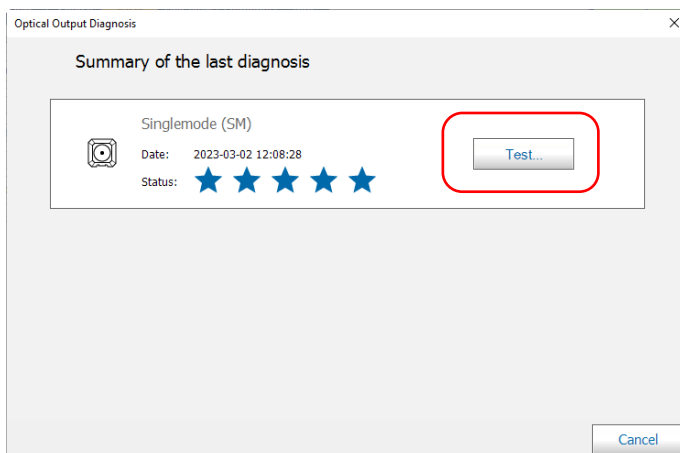 Optical Output Diagnosis
Summary of the last diagnosis
Singlemode (SM)
Date: 2023-03-02 12:08:28
Test...
Status:
Cancel